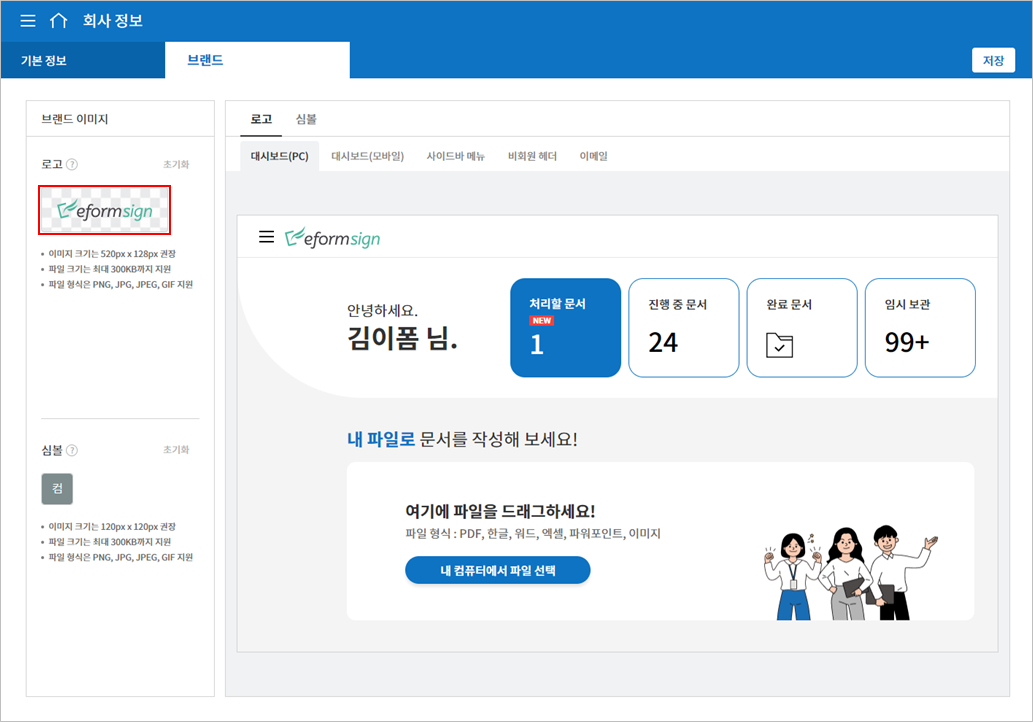 회사 정보
기본 정보
브랜드
저장
브랜드 이미지
로고 ?
초기화
eformsign
• 이미지 크기는 520px x 128px 권장
• 파일 크기는 최대 300KB까지 지원
• 파일 형식은 PNG, JPG, JPEG, GIF 지원
심볼 ?
초기화
컴
• 이미지 크기는 120px x 120px 권장
• 파일 크기는 최대 300KB까지 지원
• 파일 형식은 PNG, JPG, JPEG, GIF 지원
로고
심볼
대시보드(PC)
대시보드(모바일)
사이드바 메뉴
비회원 헤더
이메일
eformsign
안녕하세요.
김이폼 님.
처리할 문서
NEW
1
진행 중 문서
24
완료 문서
임시 보관
99+
내 파일로 문서를 작성해 보세요!
여기에 파일을 드래그하세요!
파일 형식 : PDF, 한글, 워드, 엑셀, 파워포인트, 이미지
내 컴퓨터에서 파일 선택